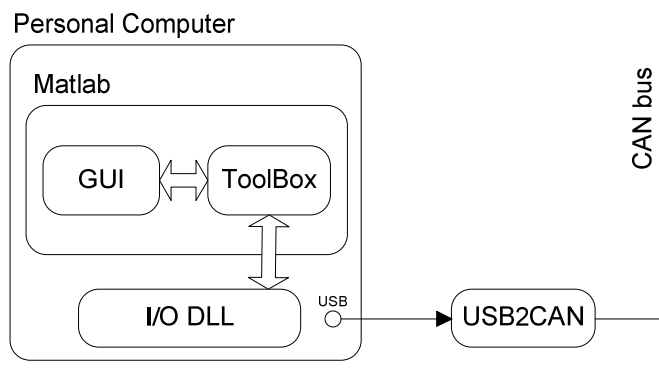 Personal Computer
Matlab
CAN bus
GUI
ToolBox
I/O DLL
USB
USB2CAN